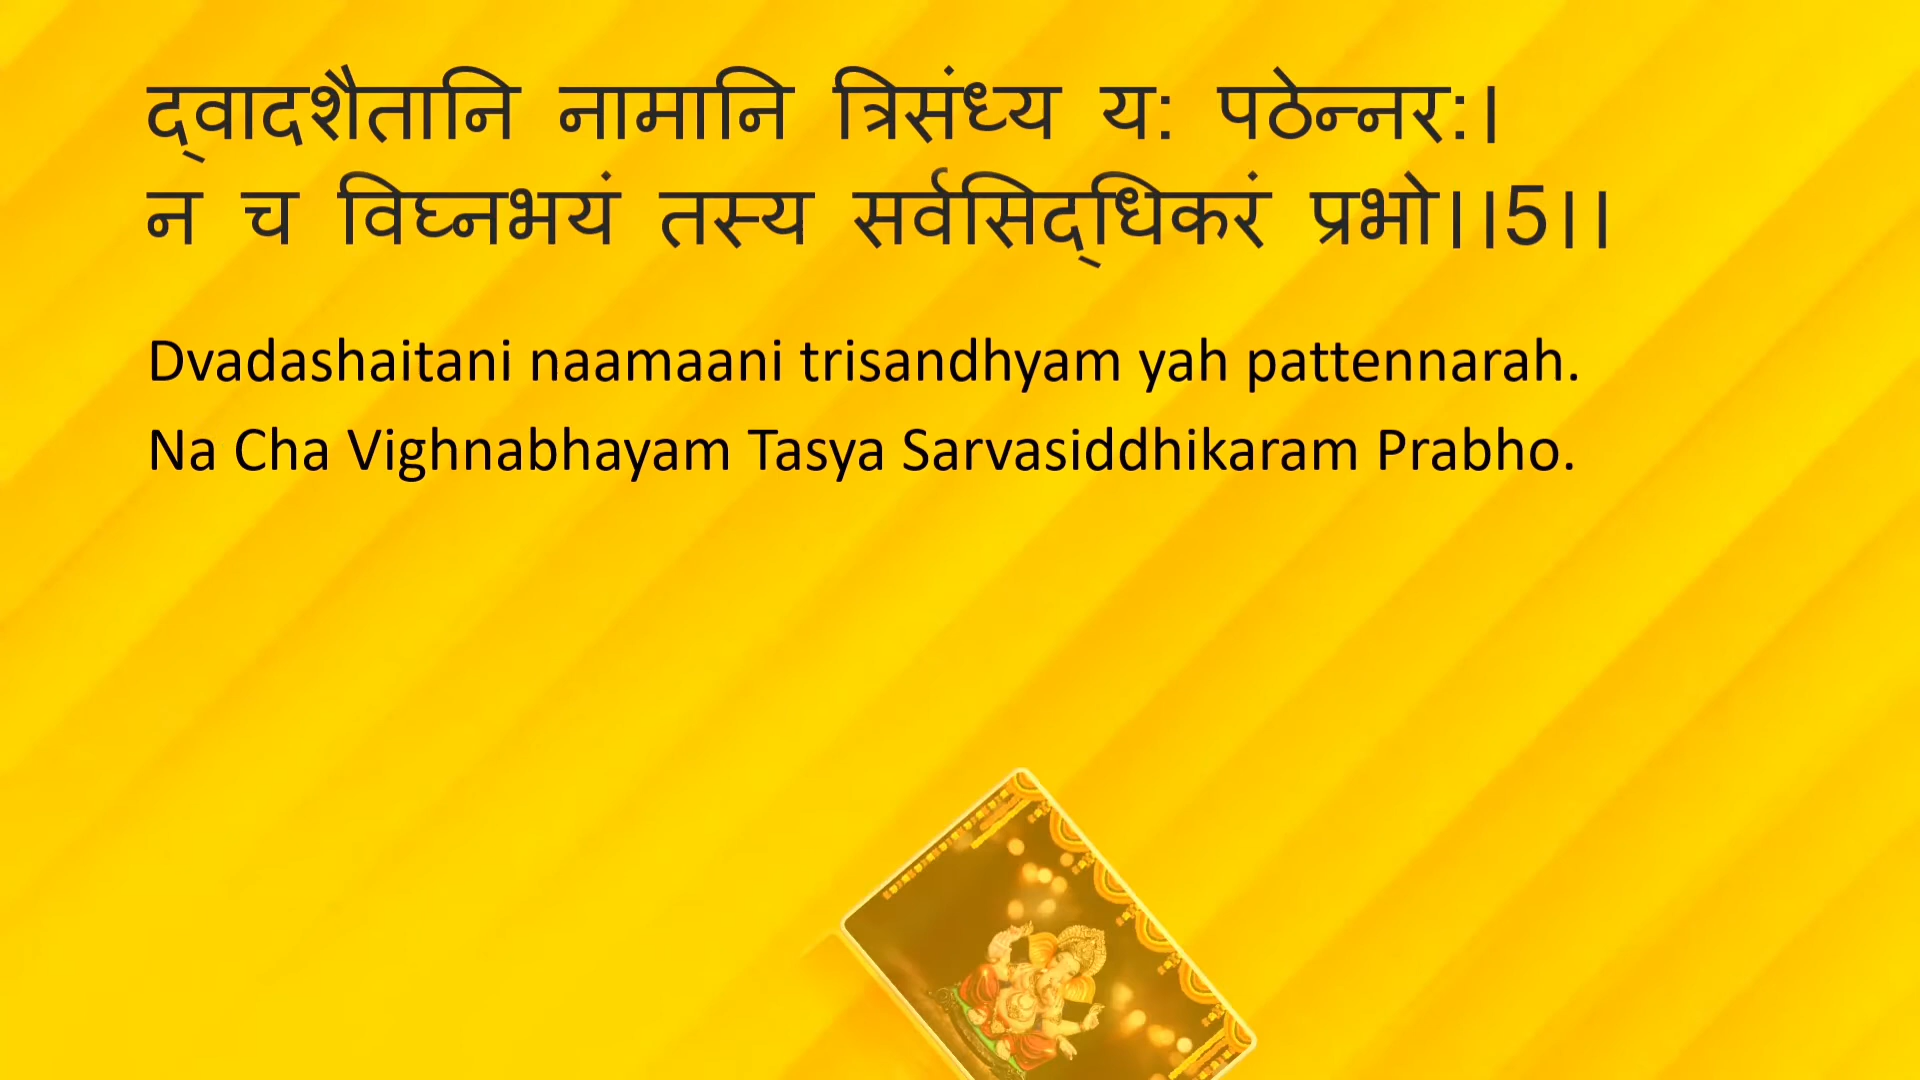 द्वादशैतानि नामानि त्रिसंध्य य: पठेन्नर:।
न च विघ्नभयं तस्य सर्वसिद्धिकरं प्रभो।।5।।
Dvadashaitani naamaani trisandhyam yah pattennarah.
Na Cha Vighnabhayam Tasya Sarvasiddhikaram Prabho.